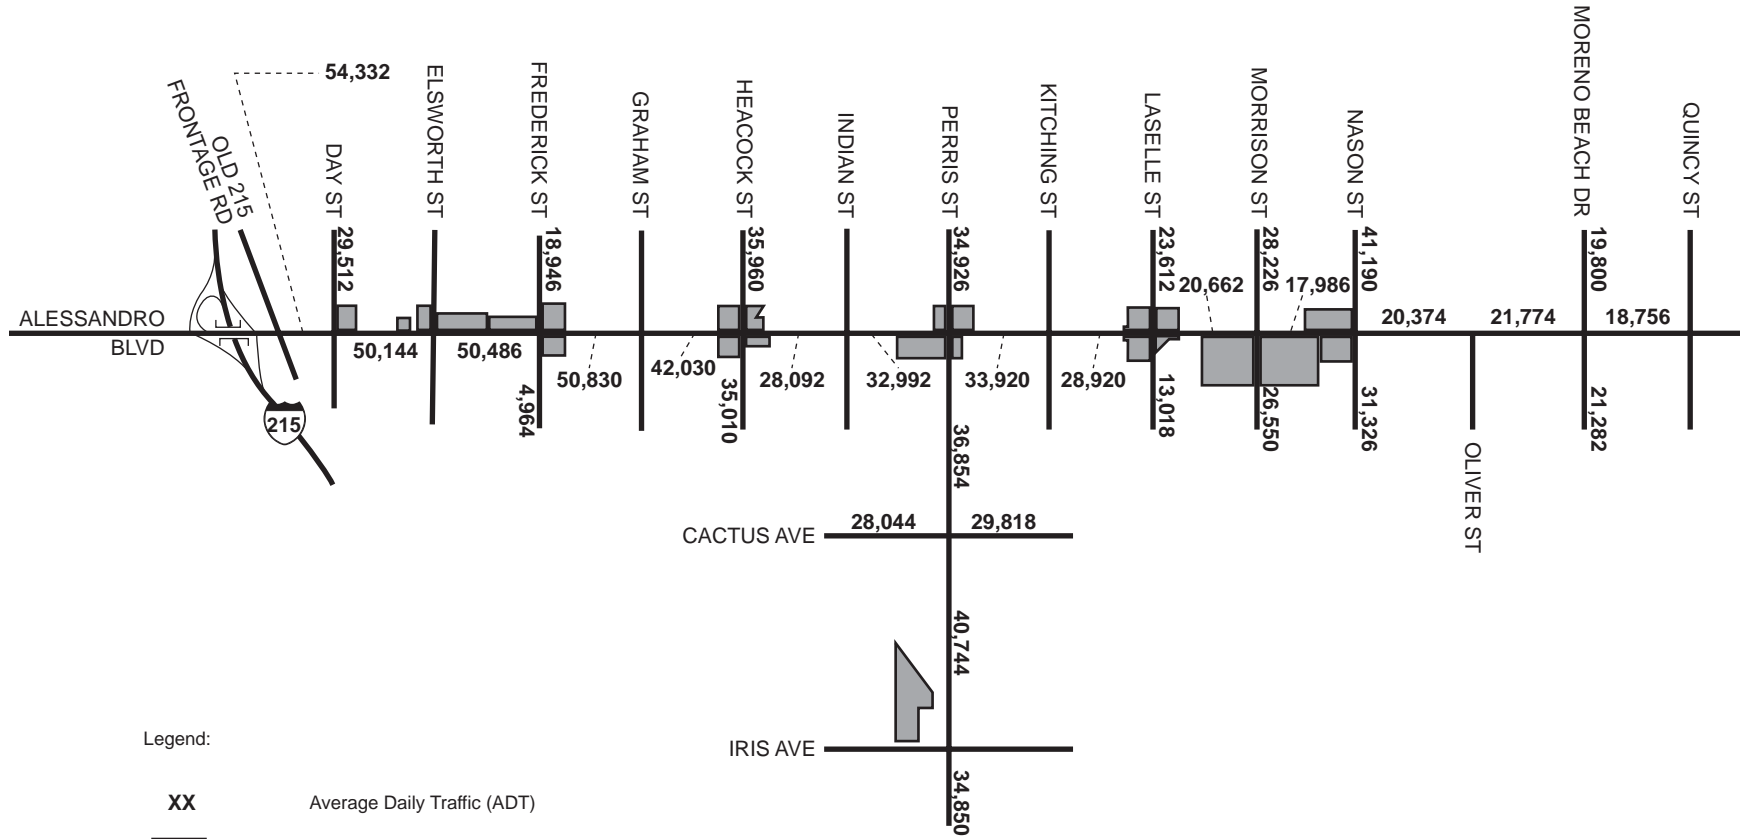 54,332
FRONTAGE RD
OLD 215
DAY ST
ELSWORTH ST
FREDERICK ST
GRAHAM ST
HEACOCK ST
INDIAN ST
PERRIS ST
KITCHING ST
LASELLE ST
MORRISON ST
NASON ST
MORENO BEACH DR
QUINCY ST
29,512
18,946
35,960
34,926
23,612
28,226
41,190
19,800
20,662
17,986
ALESSANDRO
BLVD
20,374
21,774
18,756
50,144
50,486
50,830
42,030
28,092
32,992
33,920
28,920
4,964
35,010
13,018
26,550
31,326
21,282
215
36,854
OLIVER ST
CACTUS AVE
28,044
29,818
40,744
IRIS AVE
34,850
Legend:
XX
Average Daily Traffic (ADT)